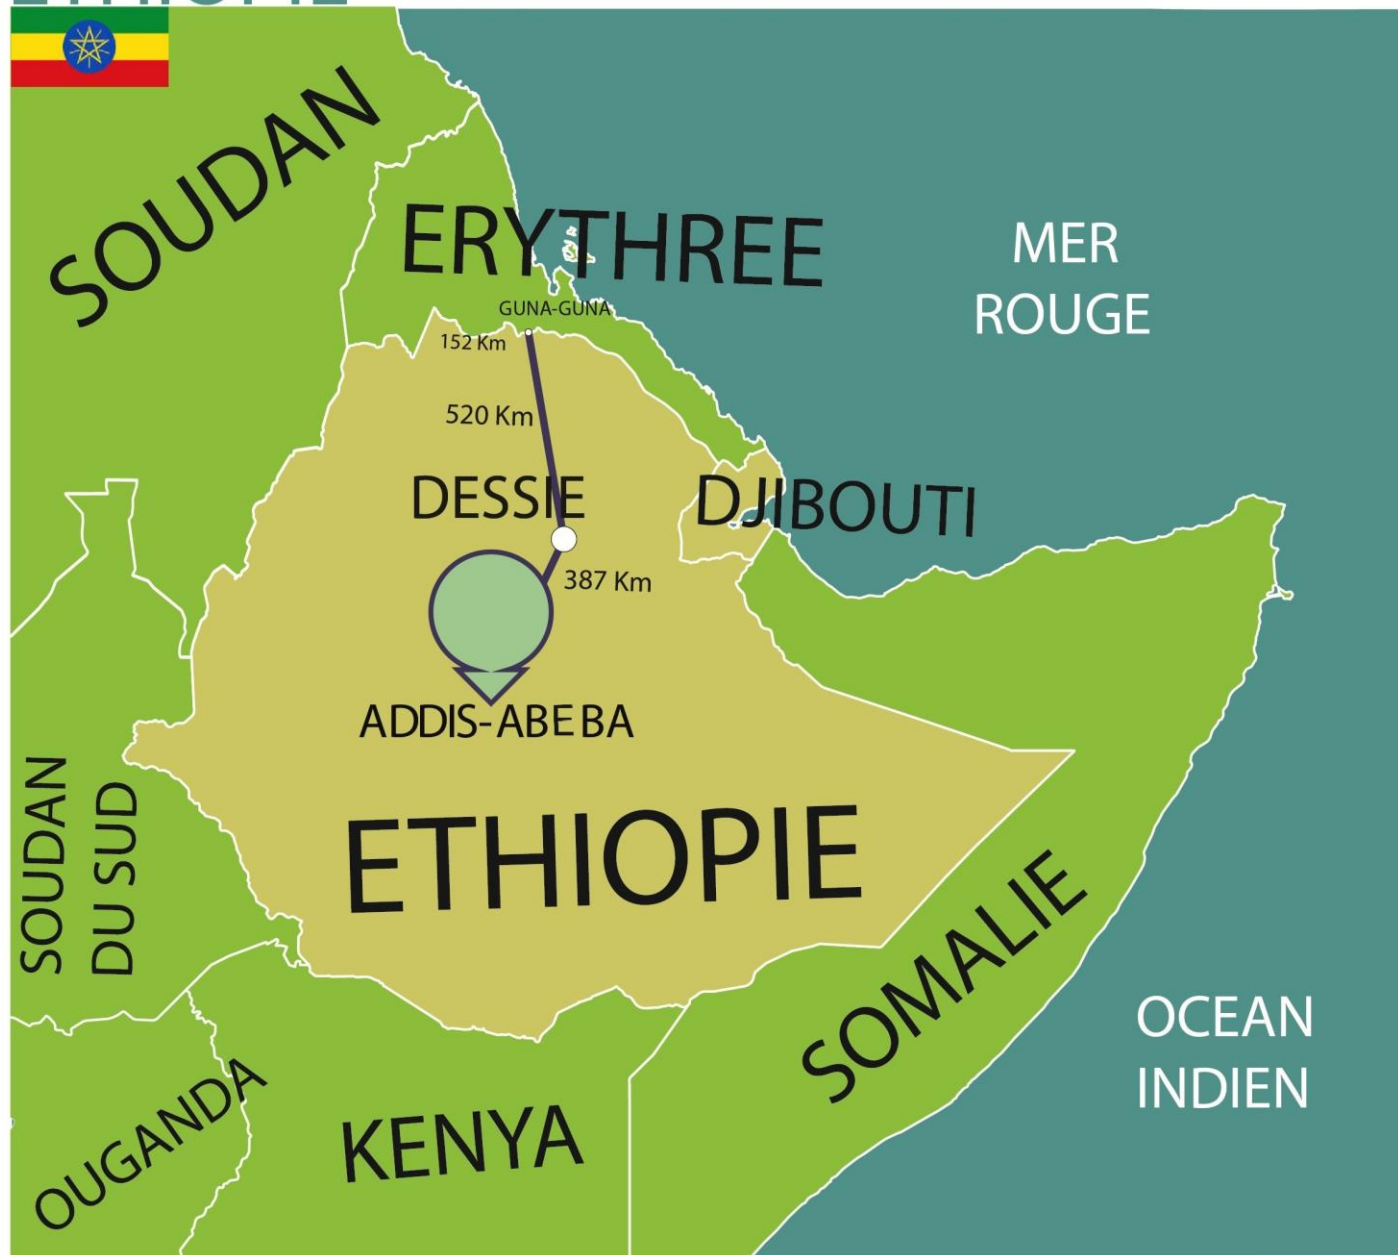 ETHIOPIE
SOUDAN
ERYTHREE
MER
ROUGE
GUNA-GUNA
152 Km
520 Km
DESSIE
DJIBOUTI
387 Km
ADDIS-ABEBA
SOUDAN
DU SUD
ETHIOPIE
SOMALIE
OCEAN
INDIEN
OUGANDA
KENYA